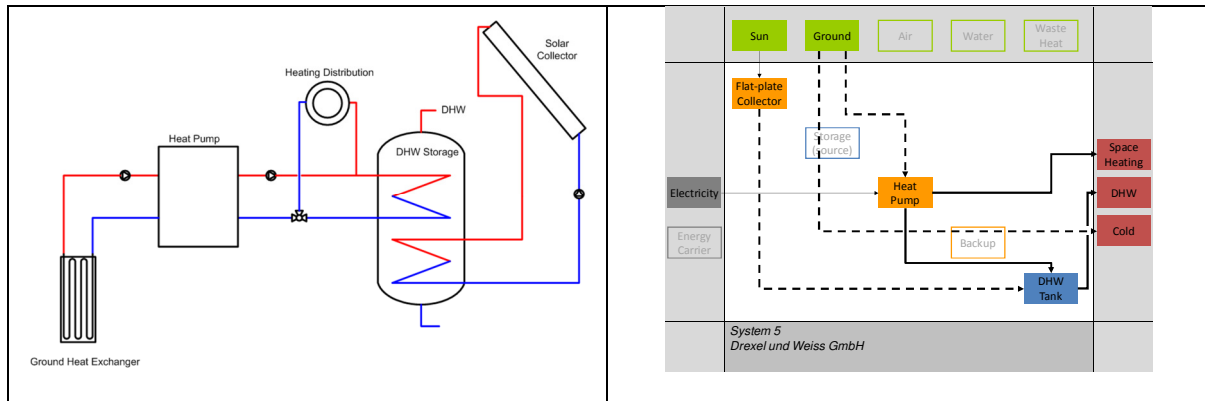 Solar
Collector
Heating Distribution
DHW
Heat Pump
DHW Storage
Ground Heat Exchanger
Sun
Ground
Air
Water
Waste
Heat
Flat-plate
Collector
Storage
(source)
Space
Heating
Electricity
Heat
Pump
DHW
Energy
Carrier
Backup
Cold
DHW
Tank
System 5
Drexel und Weiss GmbH